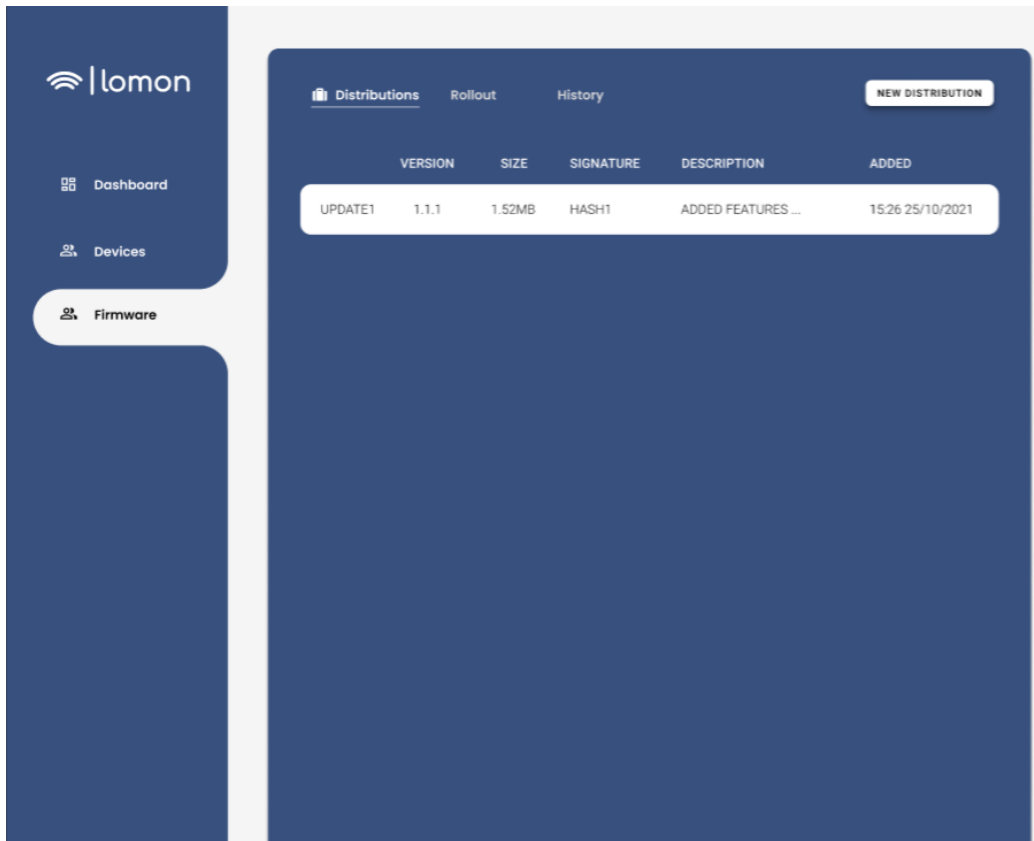 lomon
Dashboard
Devices
Firmware
Distributions Rollout History NEW DISTRIBUTION
VERSION SIZE SIGNATURE DESCRIPTION ADDED
UPDATE1 1.1.1 1.52MB HASH1 ADDED FEATURES ... 15:26 25/10/2021